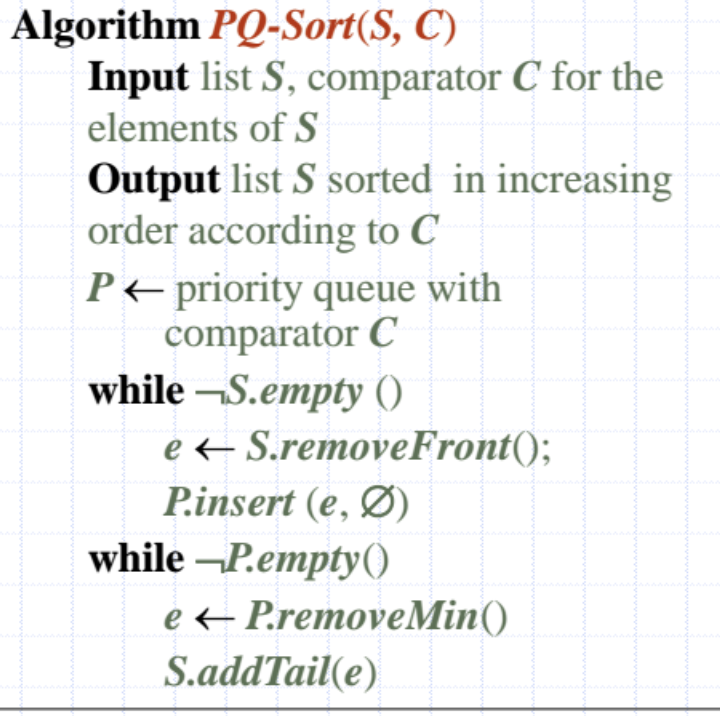 Algorithm PQ-Sort(S, C)
Input list S, comparator C for the
elements of S
Output list S sorted in increasing
order according to C
P ← priority queue with
comparator C
while ¬S.empty ()
e ← S.removeFront();
P.insert (e, ∅)
while ¬P.empty()
e ← P.removeMin()
S.addTail(e)